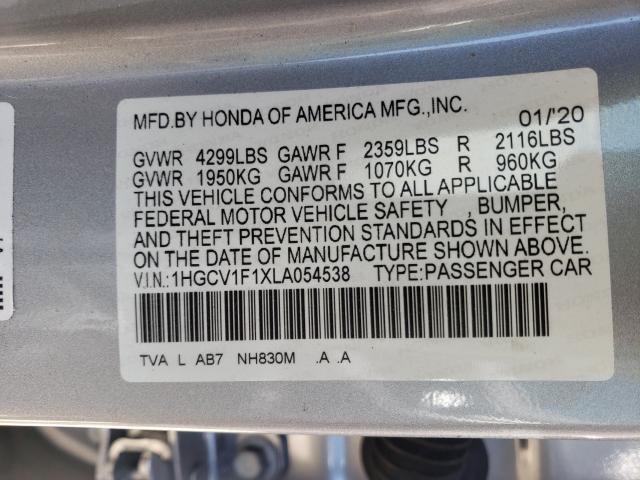 MFD.BY HONDA OF AMERICA MFG.,INC. 01/'20
GVWR 4299LBS GAWR F 2359LBS R 2116LBS
GVWR 1950KG GAWR F 1070KG R 960KG
THIS VEHICLE CONFORMS TO ALL APPLICABLE
FEDERAL MOTOR VEHICLE SAFETY , BUMPER,
AND THEFT PREVENTION STANDARDS IN EFFECT
ON THE DATE OF MANUFACTURE SHOWN ABOVE.
V.I.N.:1HGCV1F1XLA054538 TYPE:PASSENGER CAR
TVA L AB7 NH830M .A .A